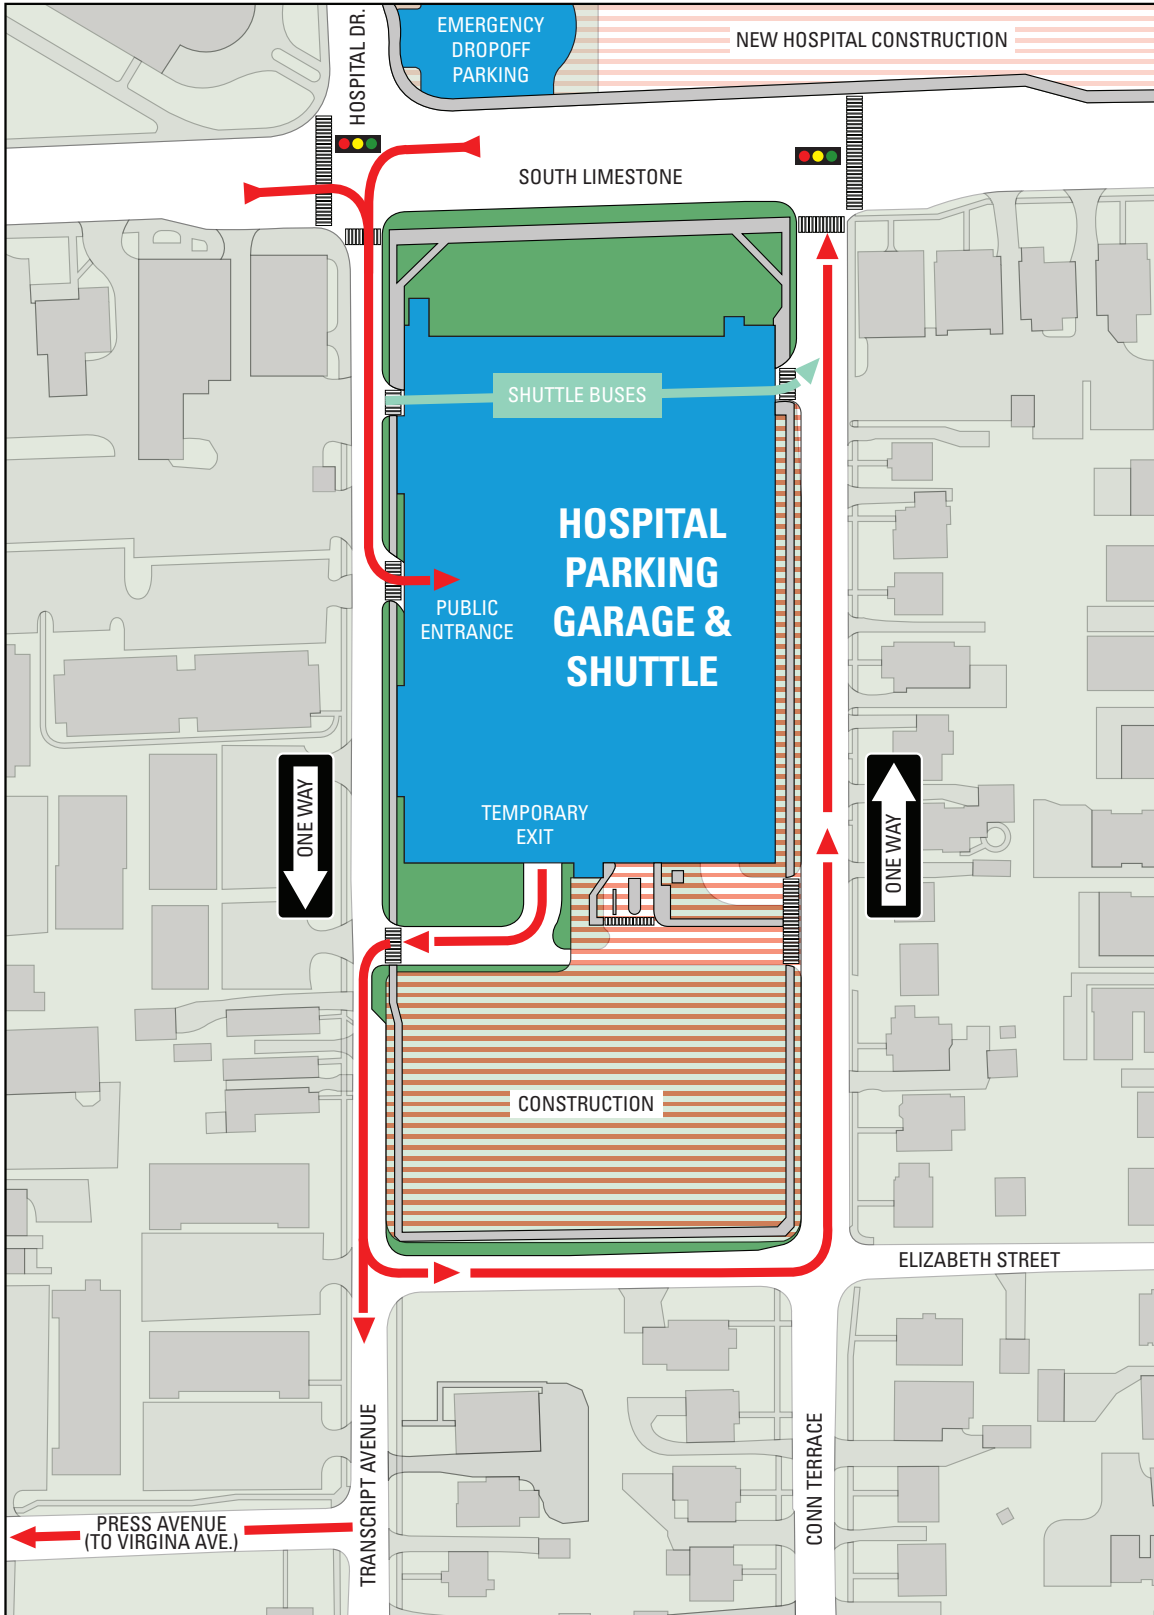 HOSPITAL DR.
EMERGENCY
DROPOFF
PARKING
NEW HOSPITAL CONSTRUCTION
SOUTH LIMESTONE
SHUTTLE BUSES
HOSPITAL
PARKING
GARAGE &
SHUTTLE
PUBLIC
ENTRANCE
TEMPORARY
EXIT
ONE WAY
ONE WAY
CONSTRUCTION
ELIZABETH STREET
TRANSCRIPT AVENUE
CONN TERRACE
PRESS AVENUE
(TO VIRGINA AVE.)